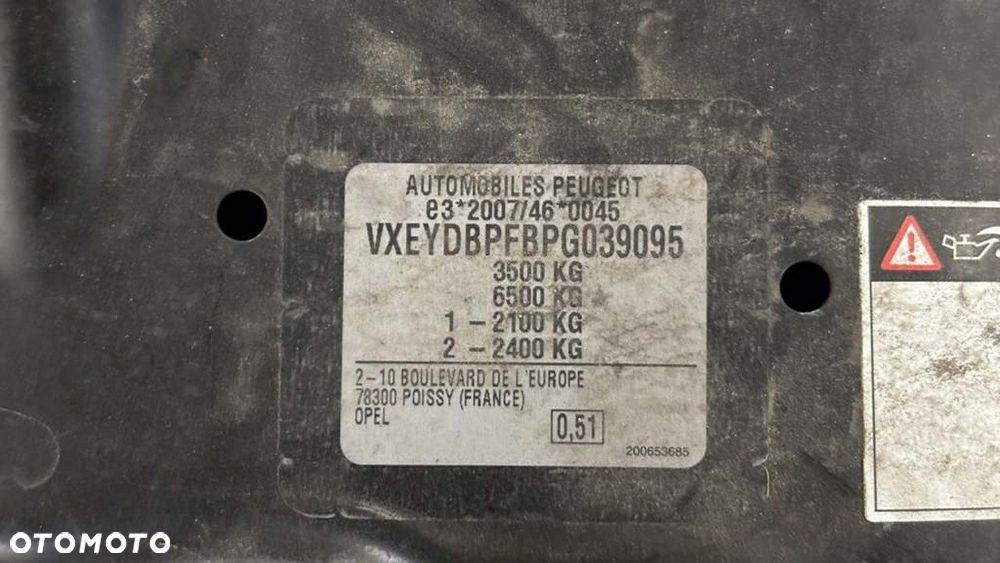 AUTOMOBILES PEUGEOT
e3*2007/46*0045
VXEYDBPFBPG039095
3500 KG
6500 KG
1 - 2100 KG
2 - 2400 KG
2-10 BOULEVARD DE L'EUROPE
78300 POISSY (FRANCE)
OPEL
0,51
200653685
OTOMOTO